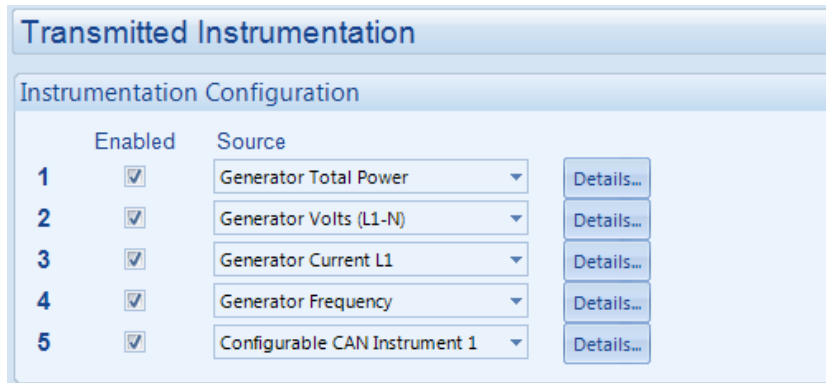 Transmitted Instrumentation
Instrumentation Configuration
Enabled Source
1 Generator Total Power Details...
2 Generator Volts (L1-N) Details...
3 Generator Current L1 Details...
4 Generator Frequency Details...
5 Configurable CAN Instrument 1 Details...